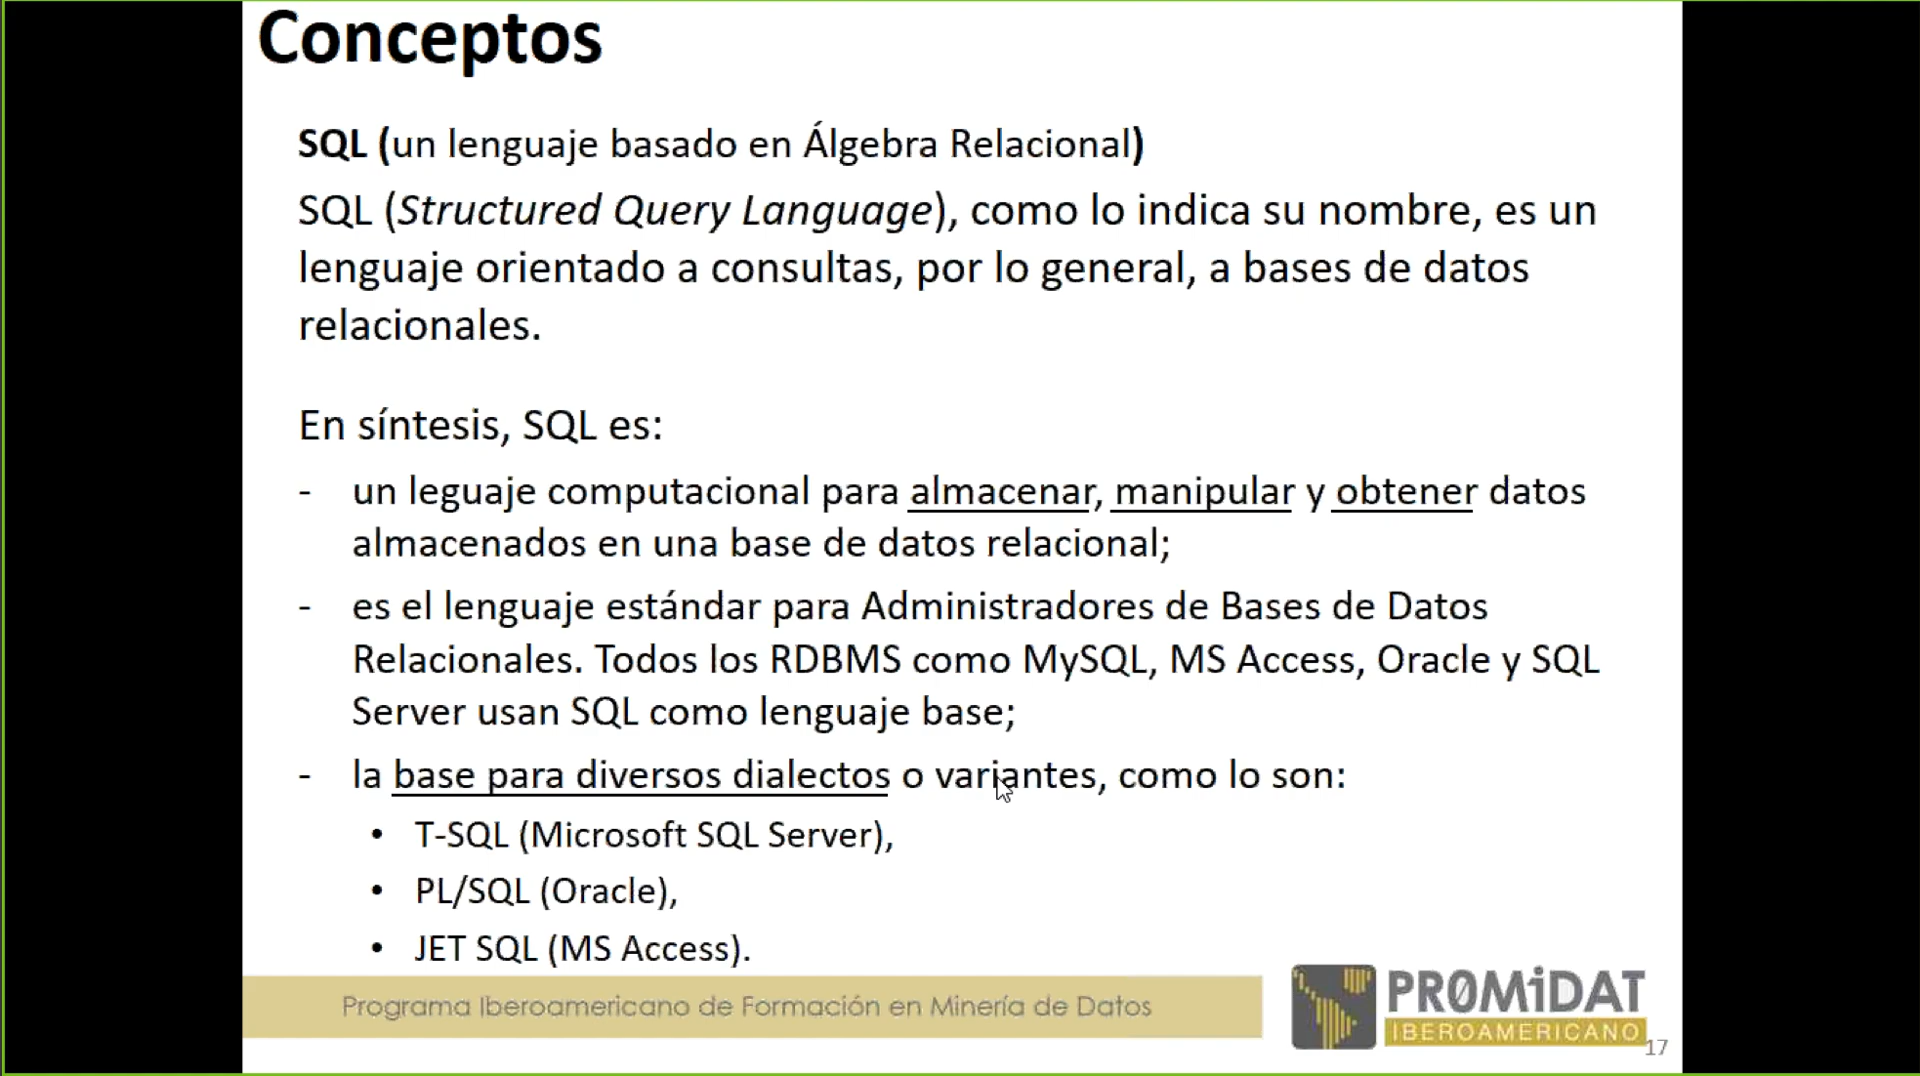 Conceptos
SQL (un lenguaje basado en Álgebra Relacional)
SQL (Structured Query Language), como lo indica su nombre, es un
lenguaje orientado a consultas, por lo general, a bases de datos
relacionales.
En síntesis, SQL es:
- un leguaje computacional para almacenar, manipular y obtener datos
almacenados en una base de datos relacional;
- es el lenguaje estándar para Administradores de Bases de Datos
Relacionales. Todos los RDBMS como MySQL, MS Access, Oracle y SQL
Server usan SQL como lenguaje base;
- la base para diversos dialectos o variantes, como lo son:
• T-SQL (Microsoft SQL Server),
• PL/SQL (Oracle),
• JET SQL (MS Access).
Programa Iberoamericano de Formación en Minería de Datos
PR0MiDAT
IBEROAMERICANO
17